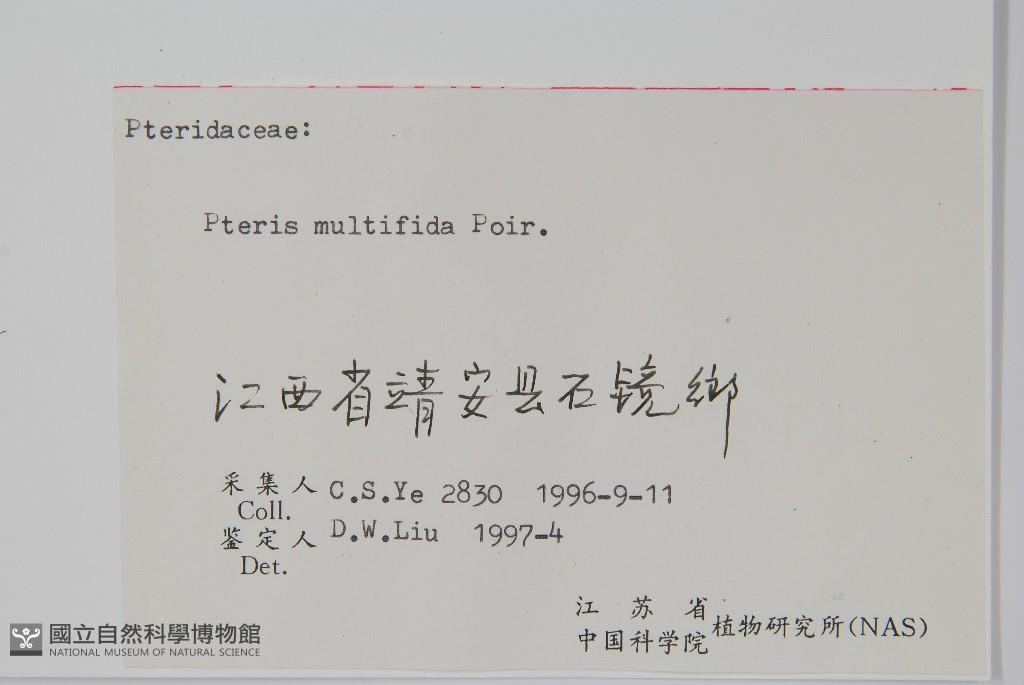 Pteridaceae:
Pteris multifida Poir.
江西省靖安县石镜鄉
采集人 C.S.Ye 2830 1996-9-11
Coll.
鉴定人 D.W.Liu 1997-4
Det.
江苏省
中国科学院 植物研究所(NAS)
國立自然科學博物館
NATIONAL MUSEUM OF NATURAL SCIENCE